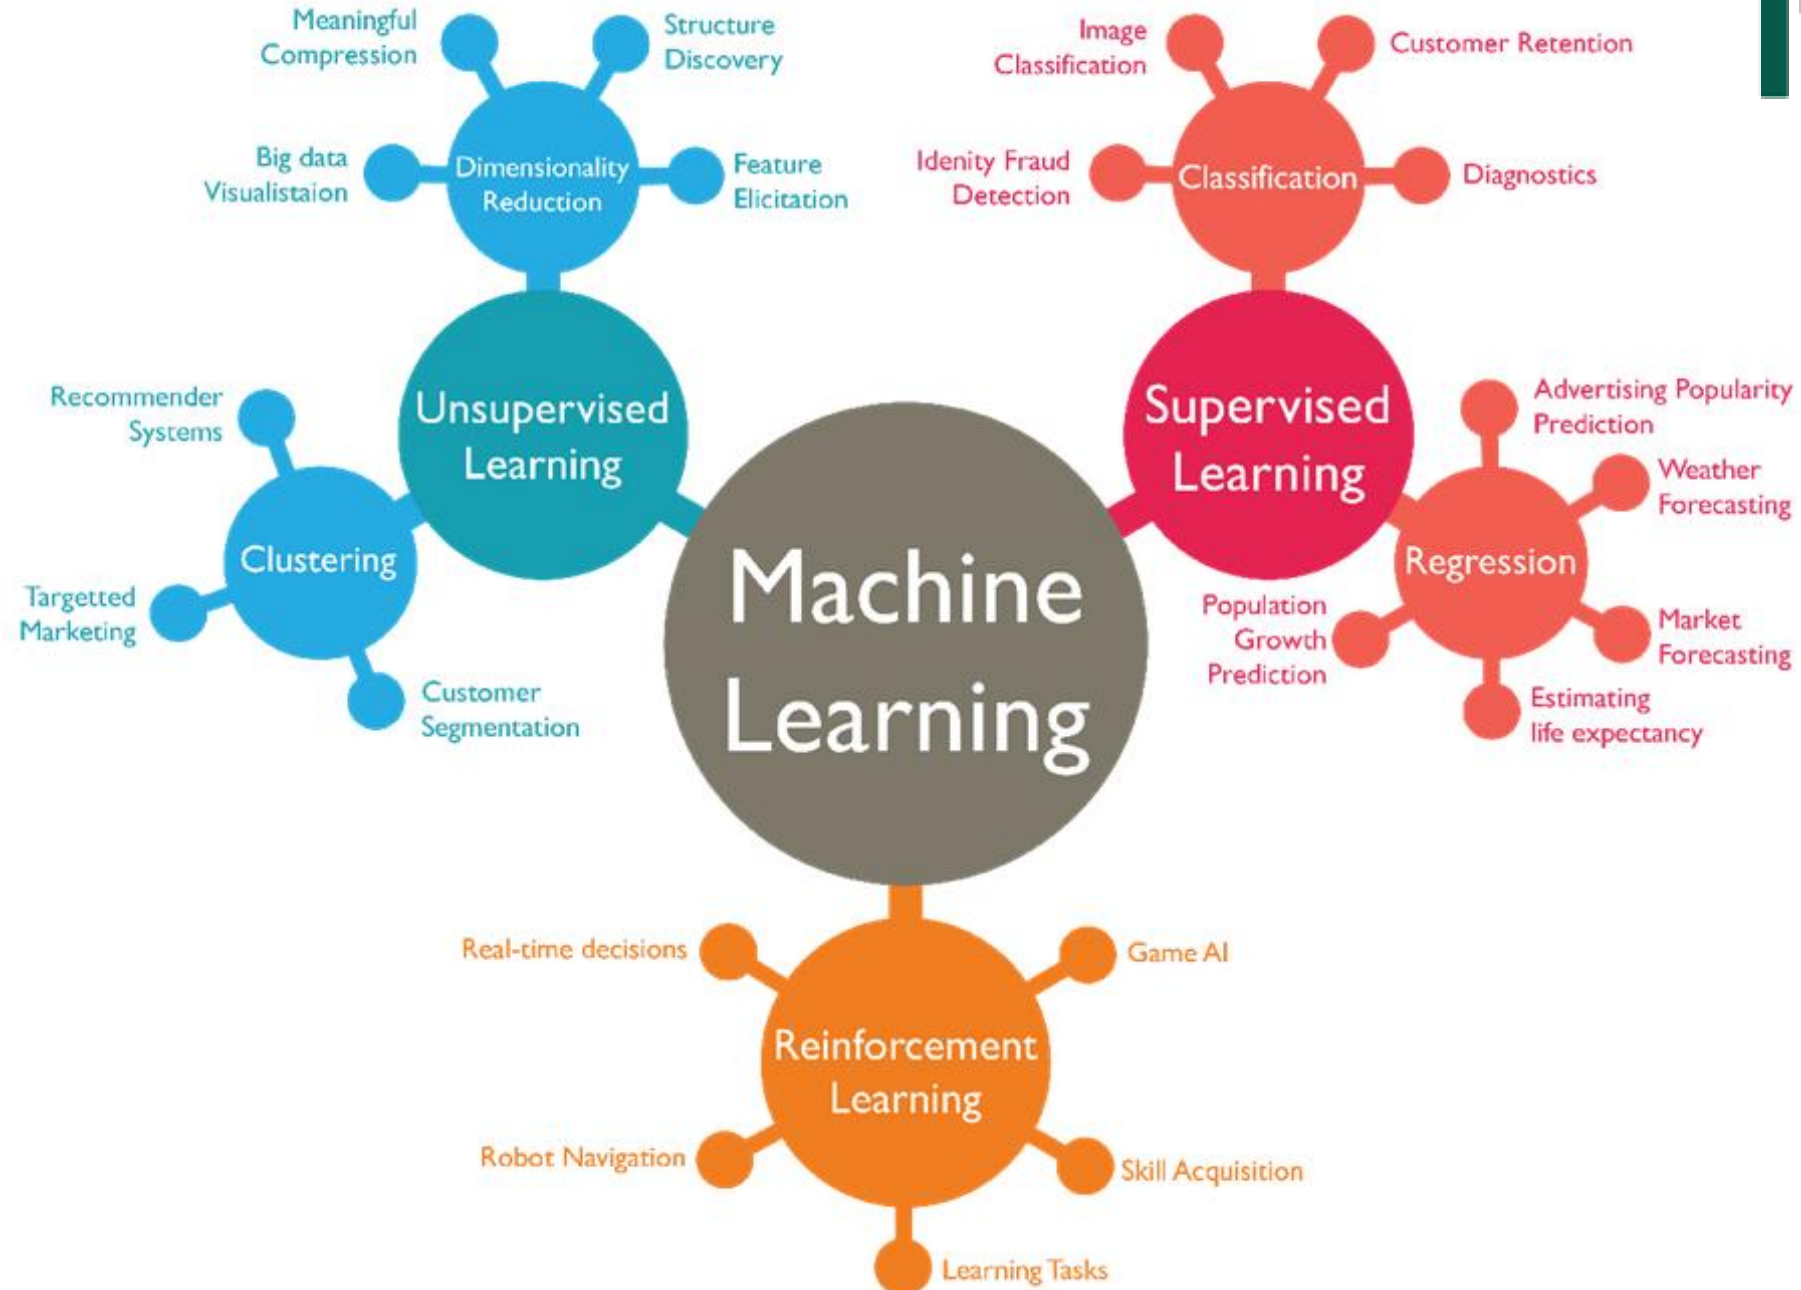 Meaningful
Compression
Structure
Discovery
Big data
Visualistaion
Dimensionality
Reduction
Feature
Elicitation
Image
Classification
Customer Retention
Idenity Fraud
Detection
Classification
Diagnostics
Unsupervised
Learning
Recommender
Systems
Clustering
Targetted
Marketing
Customer
Segmentation
Supervised
Learning
Advertising Popularity
Prediction
Weather
Forecasting
Regression
Population
Growth
Prediction
Market
Forecasting
Estimating
life expectancy
Machine
Learning
Real-time decisions
Game AI
Reinforcement
Learning
Robot Navigation
Skill Acquisition
Learning Tasks